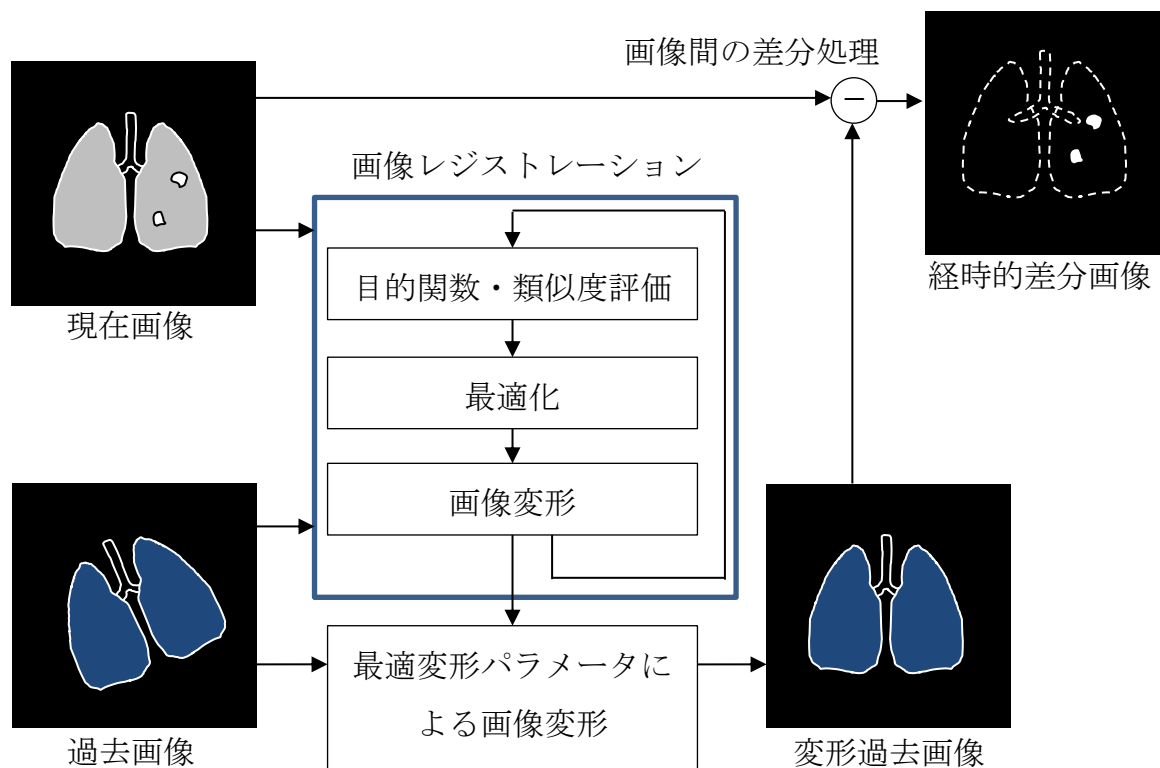 画像間の差分処理
−
画像レジストレーション
目的関数・類似度評価
経時的差分画像
現在画像
最適化
画像変形
最適変形パラメータに
よる画像変形
過去画像
変形過去画像